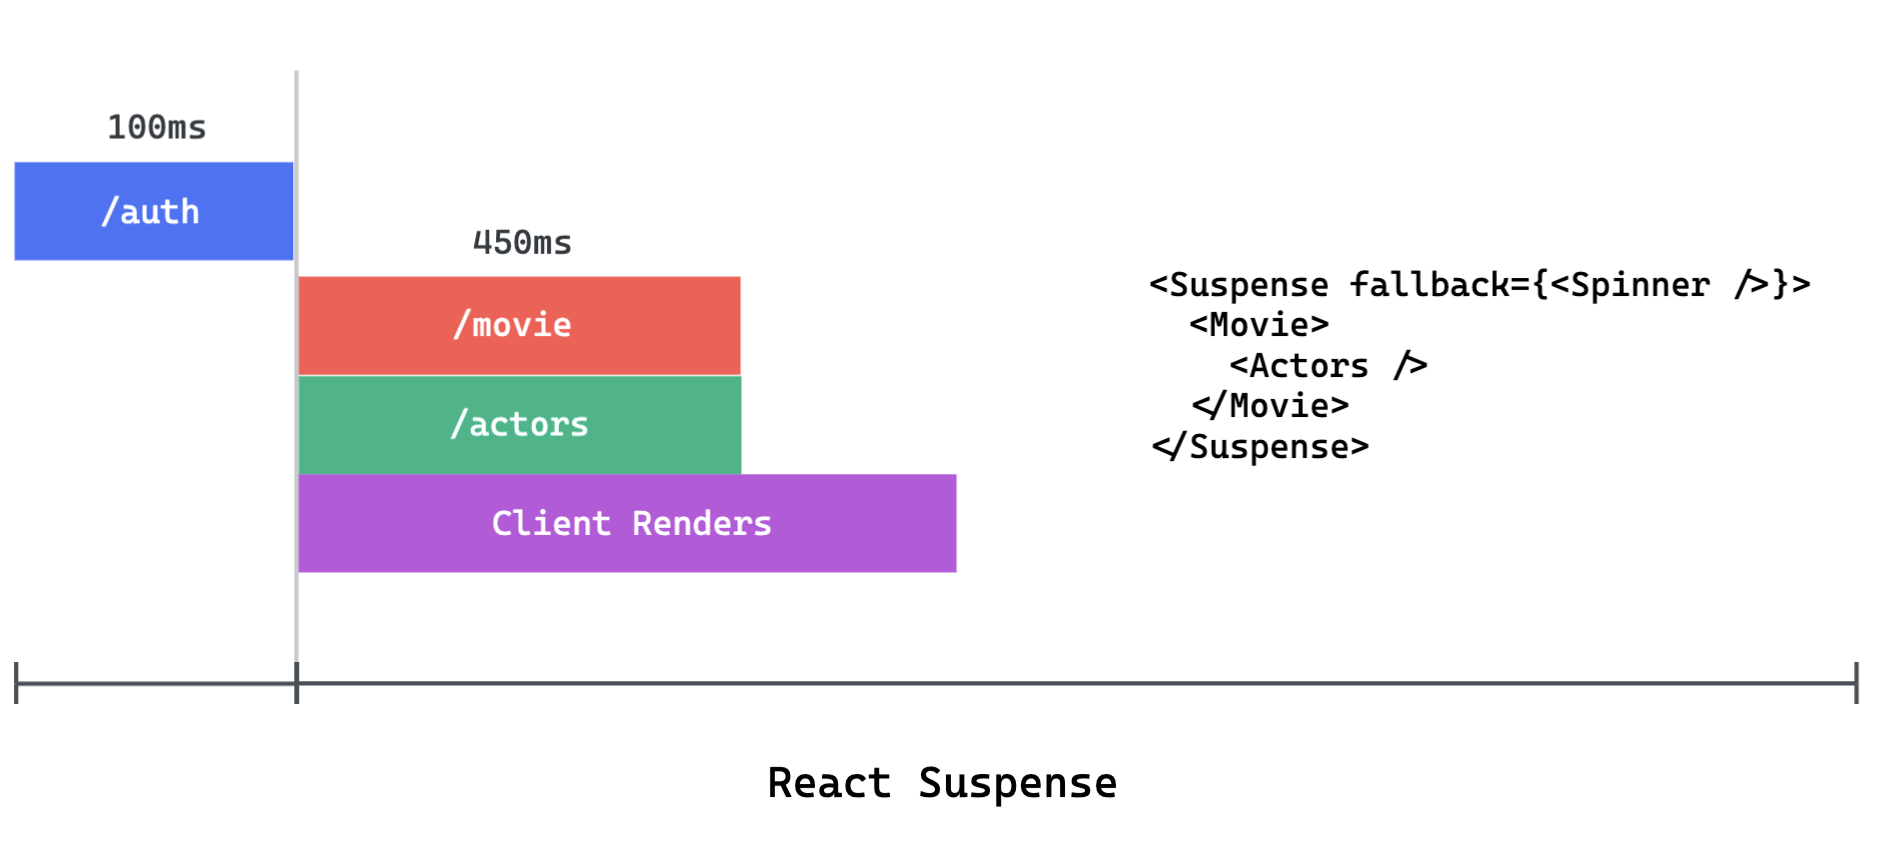 100ms
/auth
450ms
/movie
/actors
Client Renders
<Suspense fallback={<Spinner />}>
<Movie>
<Actors />
</Movie>
</Suspense>
React Suspense